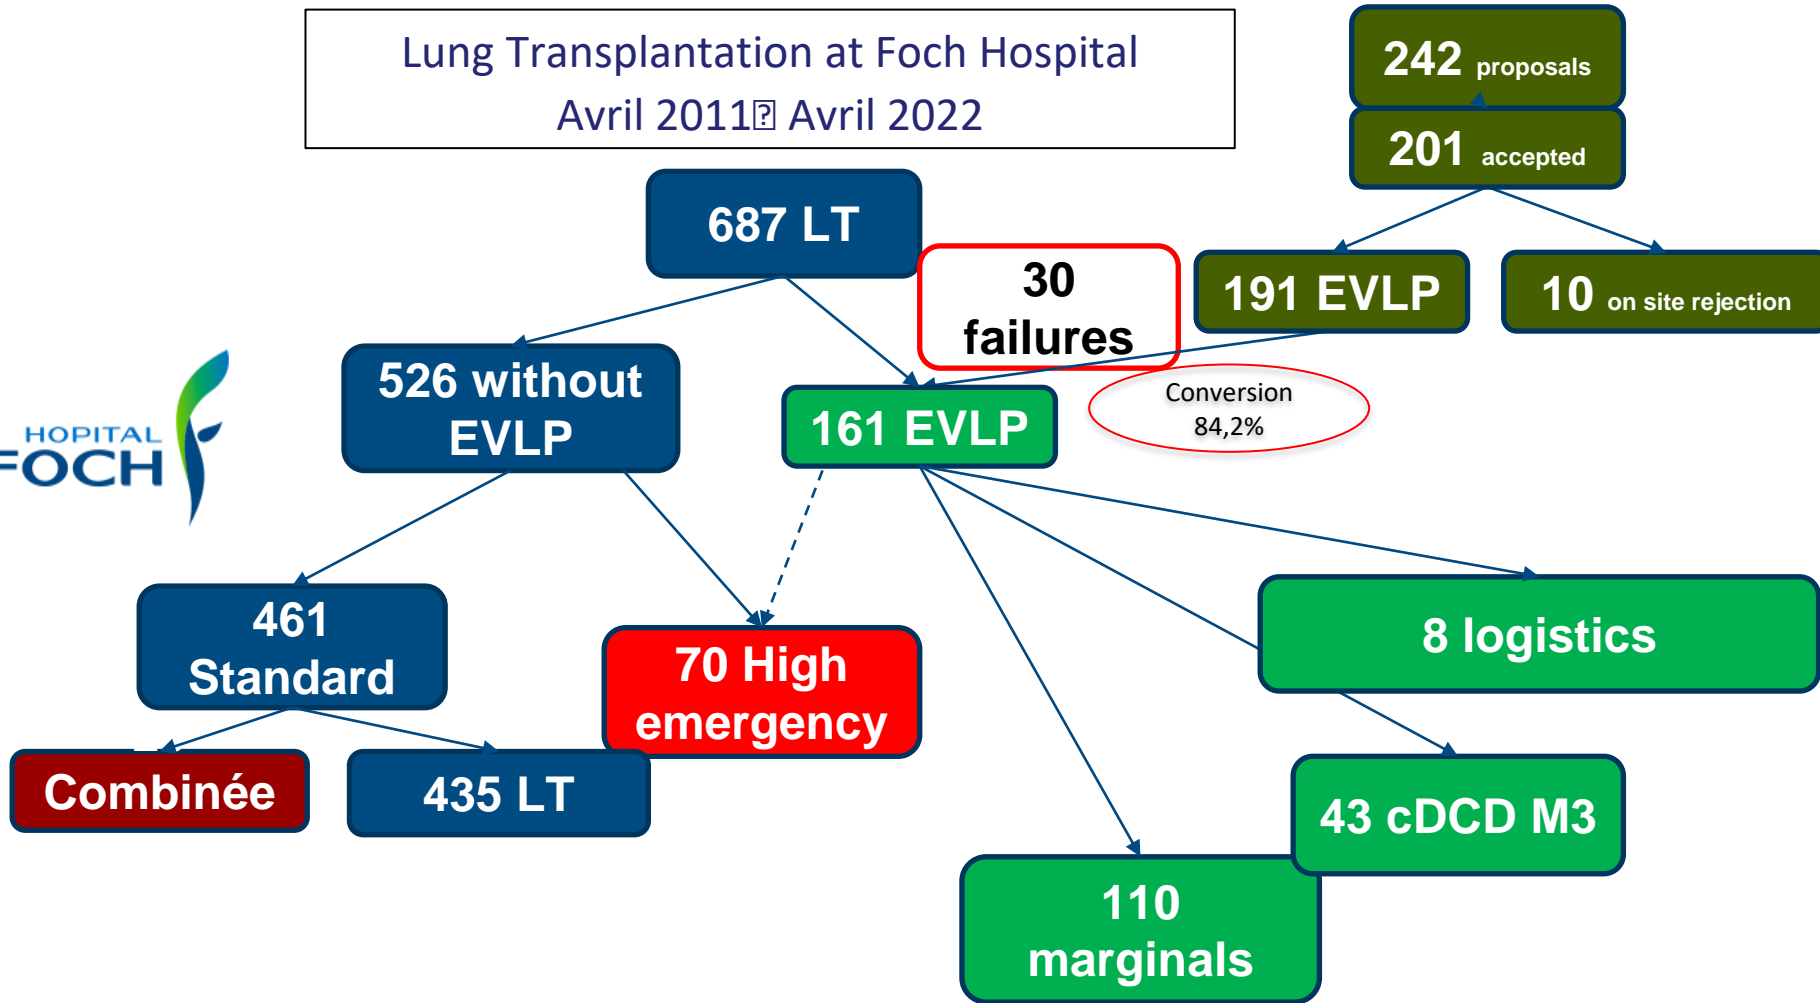 Lung Transplantation at Foch Hospital
Avril 2011⍰ Avril 2022
242 proposals
201 accepted
687 LT
30
failures
191 EVLP
10 on site rejection
526 without
EVLP
161 EVLP
Conversion
84,2%
HOPITAL
FOCH
461
Standard
70 High
emergency
8 logistics
Combinée
435 LT
43 cDCD M3
110
marginals